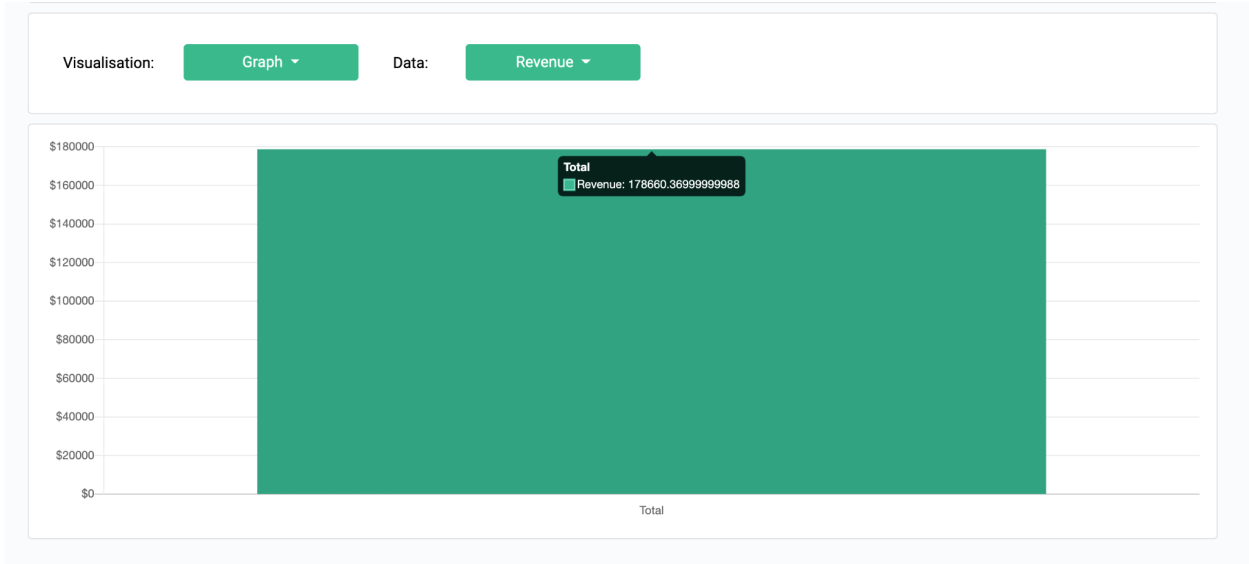 Visualisation: Graph Data: Revenue
$180000
Total
Revenue: 178660.36999999988
$160000
$140000
$120000
$100000
$80000
$60000
$40000
$20000
$0
Total